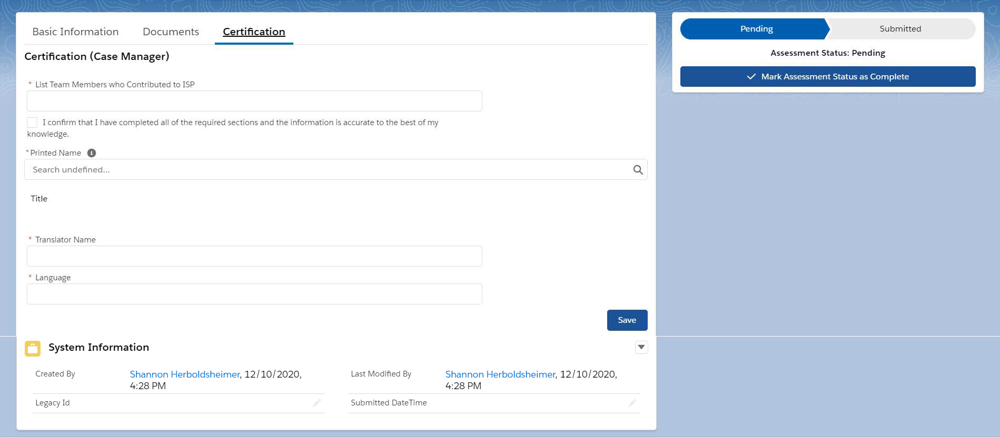 Basic Information Documents Certification
Certification (Case Manager)
* List Team Members who Contributed to ISP
I confirm that I have completed all of the required sections and the information is accurate to the best of my
knowledge.
* Printed Name i
Search undefined...
Title
* Translator Name
* Language
Save
System Information
Created By Shannon Herboldsheimer, 12/10/2020,
4:28 PM
Last Modified By Shannon Herboldsheimer, 12/10/2020,
4:28 PM
Legacy Id
Submitted DateTime
Pending Submitted
Assessment Status: Pending
Mark Assessment Status as Complete